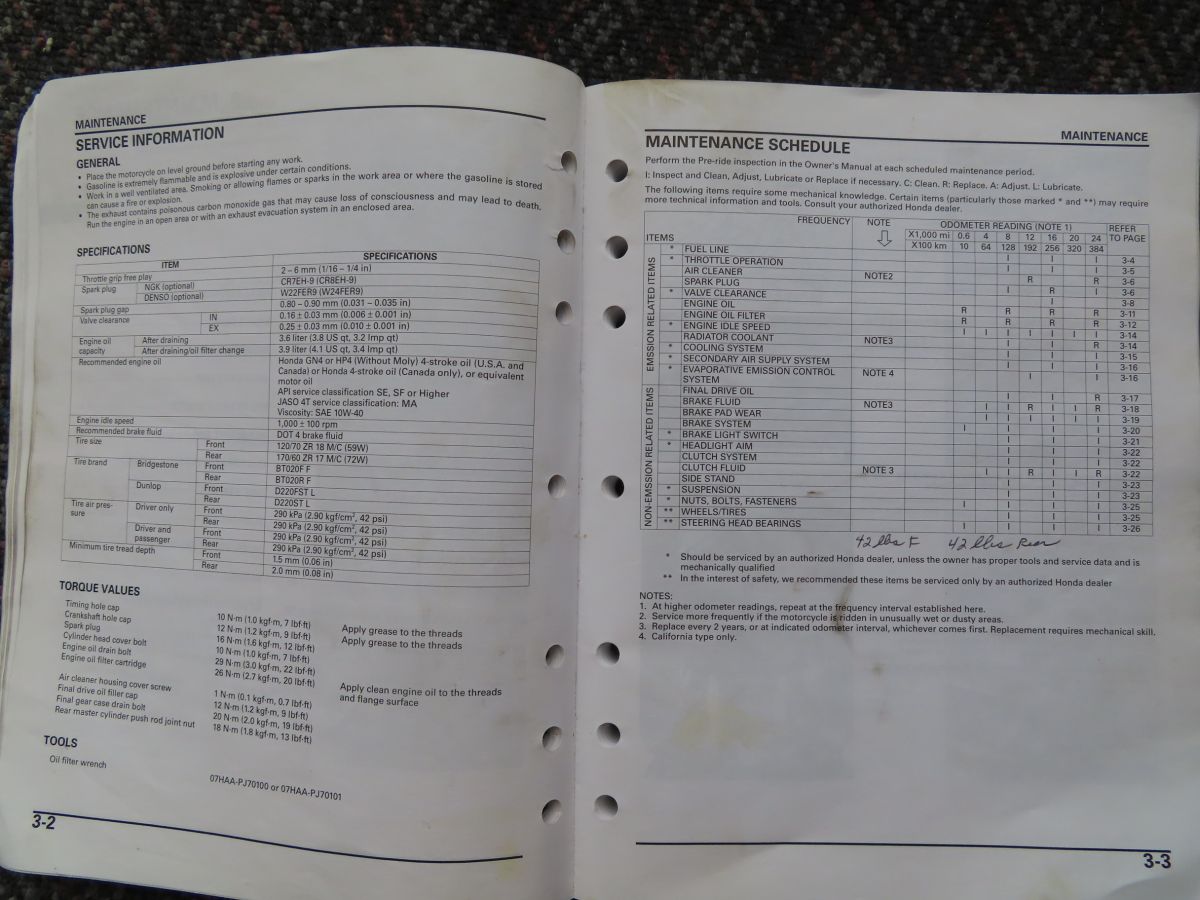 MAINTENANCE
SERVICE INFORMATION
GENERAL
• Place the motorcycle on level ground before starting any work.
• Gasoline is extremely flammable and is explosive under certain conditions.
• Work in a well ventilated area. Smoking or allowing flames or sparks in the work area or where the gasoline is stored
can cause a fire or explosion.
• The exhaust contains poisonous carbon monoxide gas that may cause loss of consciousness and may lead to death.
Run the engine in an open area or with an exhaust evacuation system in an enclosed area.
SPECIFICATIONS
ITEM SPECIFICATIONS
Throttle grip free play 2 – 6 mm (1/16 – 1/4 in)
Spark plug NGK (optional) CR7EH-9 (CR8EH-9)
DENSO (optional) W22FER9 (W24FER9)
Spark plug gap 0.80 – 0.90 mm (0.031 – 0.035 in)
Valve clearance IN 0.16 ± 0.03 mm (0.006 ± 0.001 in)
EX 0.25 ± 0.03 mm (0.010 ± 0.001 in)
Engine oil capacity After draining 3.6 liter (3.8 US qt, 3.2 Imp qt)
After draining/oil filter change 3.9 liter (4.1 US qt, 3.4 Imp qt)
Recommended engine oil Honda GN4 or HP4 (Without Moly) 4-stroke oil (U.S.A. and
Canada) or Honda 4-stroke oil (Canada only), or equivalent
motor oil
API service classification SE, SF or Higher
JASO 4T service classification: MA
Viscosity: SAE 10W-40
Engine idle speed 1,000 ± 100 rpm
Recommended brake fluid DOT 4 brake fluid
Tire size Front 120/70 ZR 18 M/C (59W)
Rear 170/60 ZR 17 M/C (72W)
Tire brand Bridgestone Front BT020F F
Rear BT020R F
Dunlop Front D220FST L
Rear D220ST L
Tire air pressure Driver only Front 290 kPa (2.90 kgf/cm², 42 psi)
Rear 290 kPa (2.90 kgf/cm², 42 psi)
Driver and passenger Front 290 kPa (2.90 kgf/cm², 42 psi)
Rear 290 kPa (2.90 kgf/cm², 42 psi)
Minimum tire tread depth Front 1.5 mm (0.06 in)
Rear 2.0 mm (0.08 in)
TORQUE VALUES
Timing hole cap 10 N·m (1.0 kgf·m, 7 lbf·ft) Apply grease to the threads
Crankshaft hole cap 12 N·m (1.2 kgf·m, 9 lbf·ft) Apply grease to the threads
Spark plug 16 N·m (1.6 kgf·m, 12 lbf·ft)
Cylinder head cover bolt 10 N·m (1.0 kgf·m, 7 lbf·ft)
Engine oil drain bolt 29 N·m (3.0 kgf·m, 22 lbf·ft)
Engine oil filter cartridge 26 N·m (2.7 kgf·m, 20 lbf·ft) Apply clean engine oil to the threads
and flange surface
Air cleaner housing cover screw 1 N·m (0.1 kgf·m, 0.7 lbf·ft)
Final drive oil filler cap 12 N·m (1.2 kgf·m, 9 lbf·ft)
Final gear case drain bolt 20 N·m (2.0 kgf·m, 19 lbf·ft)
Rear master cylinder push rod joint nut 18 N·m (1.8 kgf·m, 13 lbf·ft)
TOOLS
Oil filter wrench 07HAA-PJ70100 or 07HAA-PJ70101
3-2
MAINTENANCE
MAINTENANCE SCHEDULE
Perform the Pre-ride inspection in the Owner's Manual at each scheduled maintenance period.
I: Inspect and Clean, Adjust, Lubricate or Replace if necessary. C: Clean. R: Replace. A: Adjust. L: Lubricate.
The following items require some mechanical knowledge. Certain items (particularly those marked * and **) may require
more technical information and tools. Consult your authorized Honda dealer.
FREQUENCY NOTE ODOMETER READING (NOTE 1) REFER TO PAGE
X1,000 mi 0.6 4 8 12 16 20 24
ITEMS X100 km 10 64 128 192 256 320 384
EMISSION RELATED ITEMS
* FUEL LINE I I I 3-4
* THROTTLE OPERATION I I I 3-5
AIR CLEANER NOTE2 R R 3-6
SPARK PLUG I R I 3-6
* VALVE CLEARANCE I 3-8
ENGINE OIL R R R R 3-11
ENGINE OIL FILTER R R R R 3-12
* ENGINE IDLE SPEED I I I I I I I 3-14
RADIATOR COOLANT NOTE3 I I R 3-14
* COOLING SYSTEM I I I 3-15
* SECONDARY AIR SUPPLY SYSTEM I I I 3-16
* EVAPORATIVE EMISSION CONTROL
SYSTEM NOTE 4 I I 3-16
NON-EMISSION RELATED ITEMS
FINAL DRIVE OIL I I R 3-17
BRAKE FLUID NOTE3 I I R I I R 3-18
BRAKE PAD WEAR I I I I I I 3-19
BRAKE SYSTEM I I I I 3-20
* BRAKE LIGHT SWITCH I I I 3-21
* HEADLIGHT AIM I I I 3-22
CLUTCH SYSTEM I I I 3-22
CLUTCH FLUID NOTE 3 I I R I I R 3-22
SIDE STAND I I I 3-23
* SUSPENSION I I I 3-23
* NUTS, BOLTS, FASTENERS I I I I 3-25
** WHEELS/TIRES I I I 3-25
** STEERING HEAD BEARINGS I I I I 3-26
42 lbs F 42 lbs Rear
* Should be serviced by an authorized Honda dealer, unless the owner has proper tools and service data and is
mechanically qualified
** In the interest of safety, we recommended these items be serviced only by an authorized Honda dealer
NOTES:
1. At higher odometer readings, repeat at the frequency interval established here.
2. Service more frequently if the motorcycle is ridden in unusually wet or dusty areas.
3. Replace every 2 years, or at indicated odometer interval, whichever comes first. Replacement requires mechanical skill.
4. California type only.
3-3